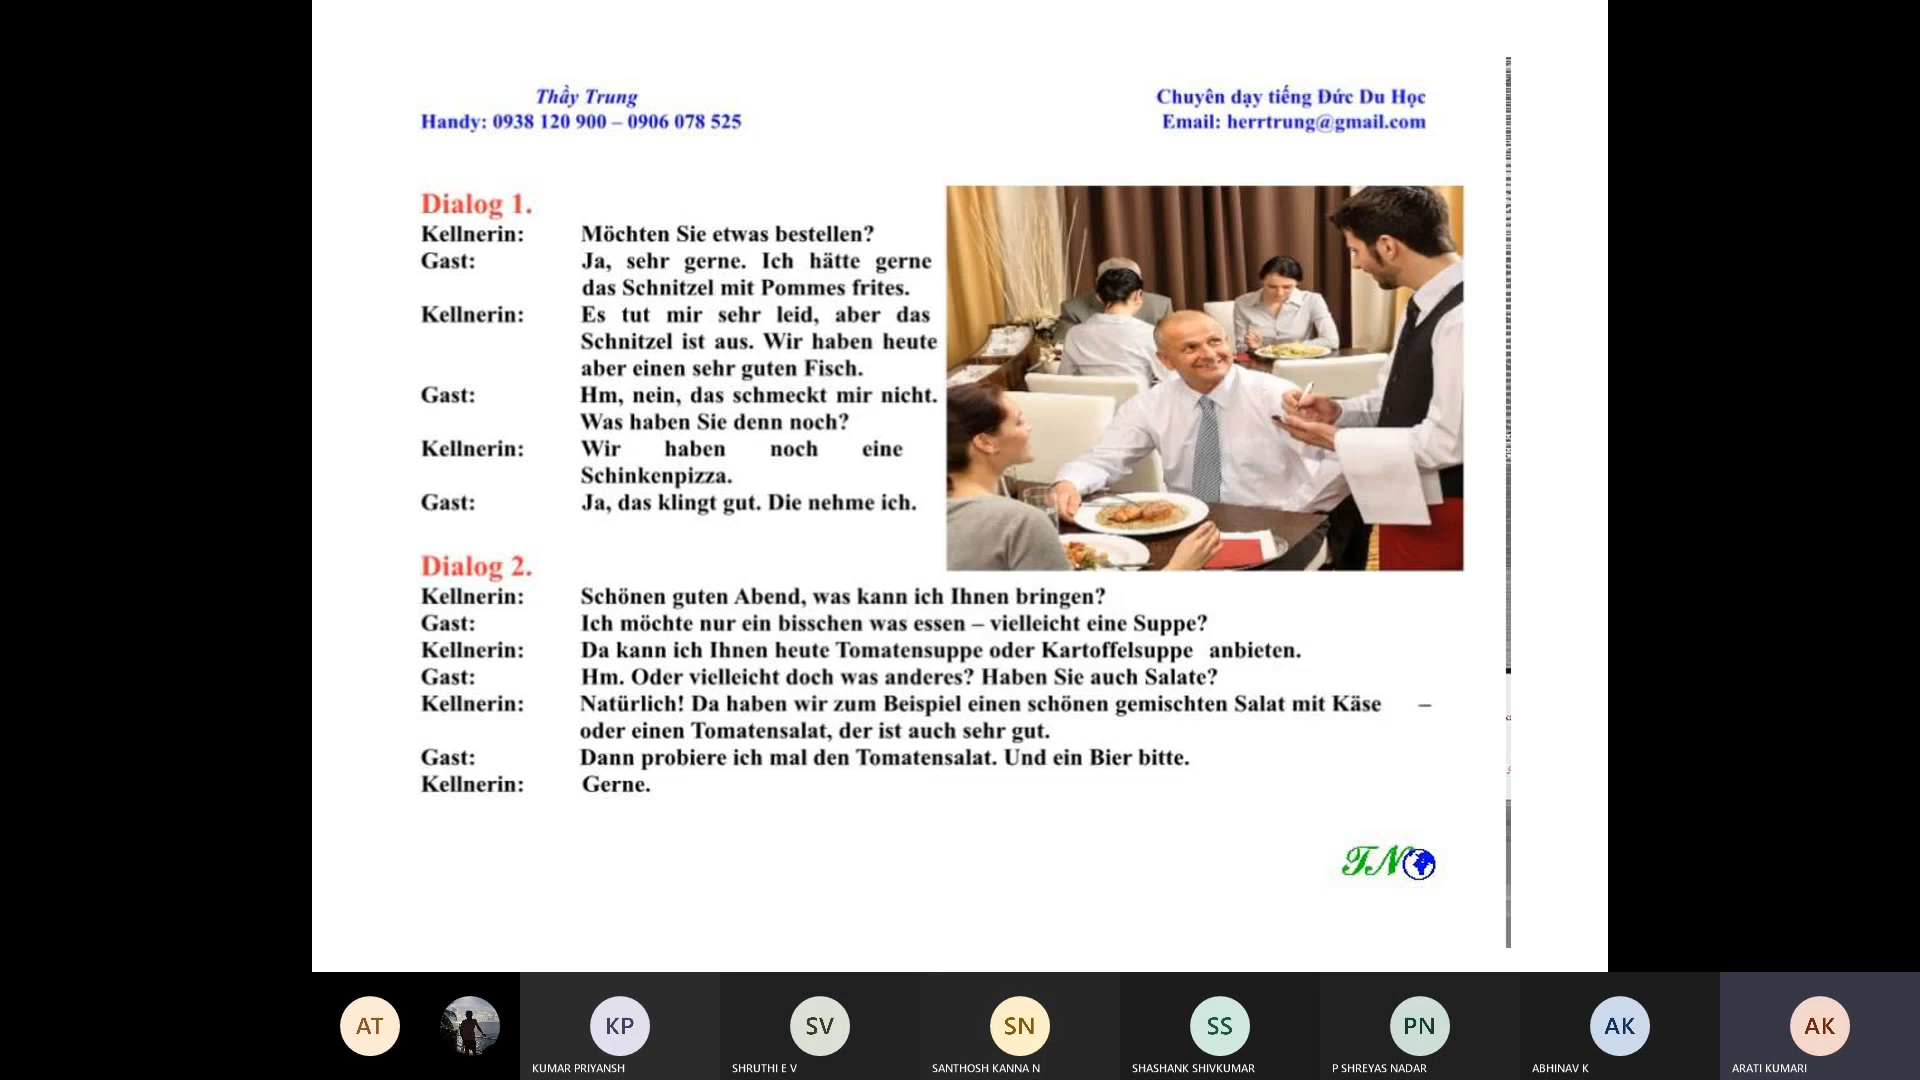 Thầy Trung
Handy: 0938 120 900 – 0906 078 525
Chuyên dạy tiếng Đức Du Học
Email: herrtrung@gmail.com
Dialog 1.
Kellnerin: Möchten Sie etwas bestellen?
Gast: Ja, sehr gerne. Ich hätte gerne
das Schnitzel mit Pommes frites.
Kellnerin: Es tut mir sehr leid, aber das
Schnitzel ist aus. Wir haben heute
aber einen sehr guten Fisch.
Gast: Hm, nein, das schmeckt mir nicht.
Was haben Sie denn noch?
Kellnerin: Wir haben noch eine
Schinkenpizza.
Gast: Ja, das klingt gut. Die nehme ich.
Dialog 2.
Kellnerin: Schönen guten Abend, was kann ich Ihnen bringen?
Gast: Ich möchte nur ein bisschen was essen – vielleicht eine Suppe?
Kellnerin: Da kann ich Ihnen heute Tomatensuppe oder Kartoffelsuppe anbieten.
Gast: Hm. Oder vielleicht doch was anderes? Haben Sie auch Salate?
Kellnerin: Natürlich! Da haben wir zum Beispiel einen schönen gemischten Salat mit Käse –
oder einen Tomatensalat, der ist auch sehr gut.
Gast: Dann probiere ich mal den Tomatensalat. Und ein Bier bitte.
Kellnerin: Gerne.
TN
AT KP SV SN SS PN AK AK
KUMAR PRIYANSH SHRUTHI E V SANTHOSH KANNA N SHASHANK SHIVKUMAR P SHREYAS NADAR ABHINAV K ARATI KUMARI